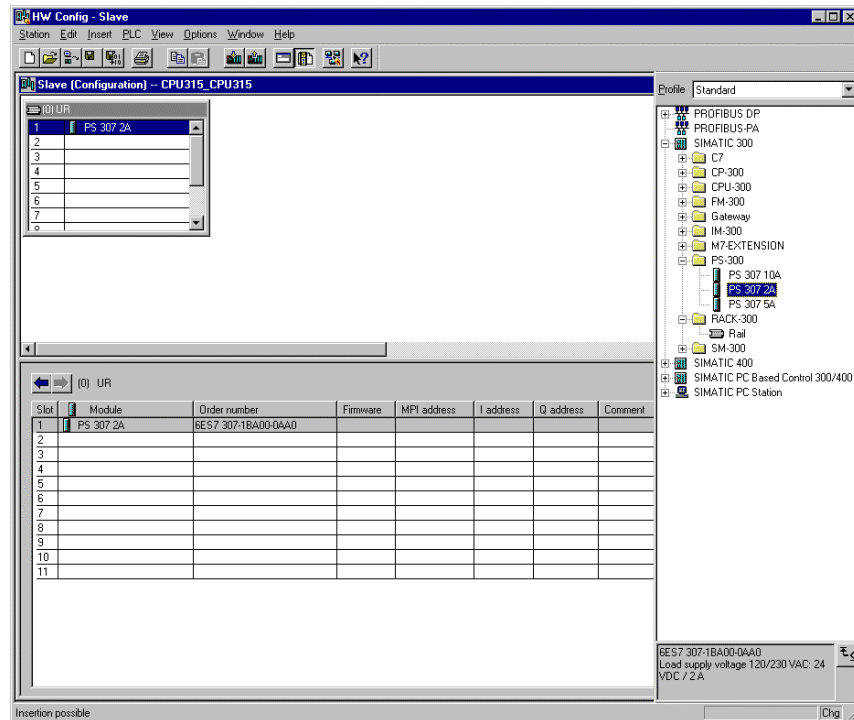 HW Config - Slave
Station Edit Insert PLC View Options Window Help
Slave (Configuration) -- CPU315_CPU315
(0) UR
1 PS 307 2A
2
3
4
5
6
7
Profile Standard
PROFIBUS DP
PROFIBUS-PA
SIMATIC 300
C7
CP-300
CPU-300
FM-300
Gateway
IM-300
M7-EXTENSION
PS-300
PS 307 10A
PS 307 2A
PS 307 5A
RACK-300
Rail
SM-300
SIMATIC 400
SIMATIC PC Based Control 300/400
SIMATIC PC Station
(0) UR
Slot Module Order number Firmware MPI address I address Q address Comment
1 PS 307 2A 6ES7 307-1BA00-0AA0
2
3
4
5
6
7
8
9
10
11
6ES7 307-1BA00-0AA0
Load supply voltage 120/230 VAC: 24
VDC / 2 A
Insertion possible
Chg